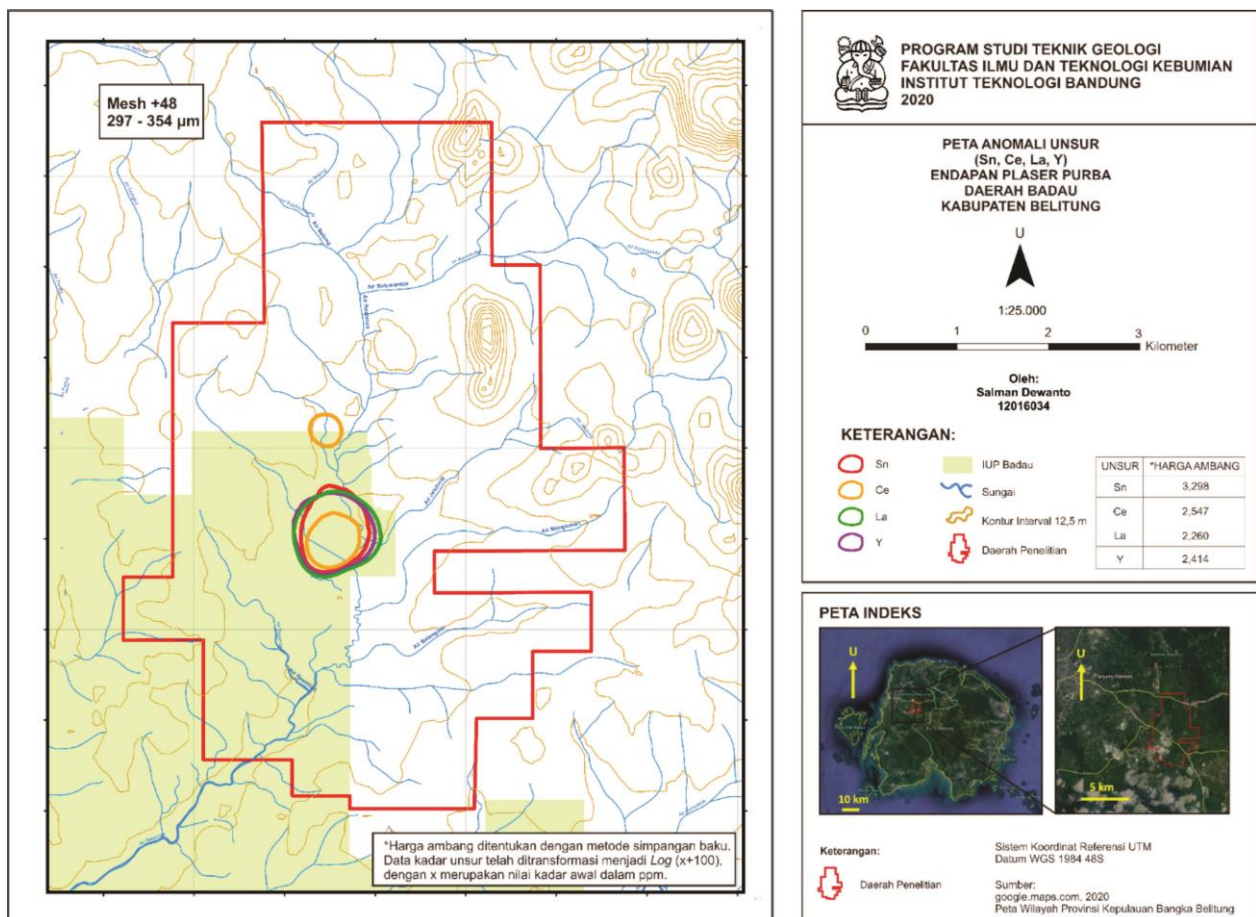 Mesh +48
297 - 354 µm
Air Batumentas
Air Jelutung
*Harga ambang ditentukan dengan metode simpangan baku.
Data kadar unsur telah ditransformasi menjadi Log (x+100),
dengan x merupakan nilai kadar awal dalam ppm.
PROGRAM STUDI TEKNIK GEOLOGI
FAKULTAS ILMU DAN TEKNOLOGI KEBUMIAN
INSTITUT TEKNOLOGI BANDUNG
2020
PETA ANOMALI UNSUR
(Sn, Ce, La, Y)
ENDAPAN PLASER PURBA
DAERAH BADAU
KABUPATEN BELITUNG
U
1:25.000
0 1 2 3
Kilometer
Oleh:
Salman Dewanto
12016034
KETERANGAN:
Sn
Ce
La
Y
IUP Badau
Sungai
Kontur Interval 12,5 m
Daerah Penelitian
UNSUR *HARGA AMBANG
Sn 3,298
Ce 2,547
La 2,260
Y 2,414
PETA INDEKS
U
10 km
U
5 km
Keterangan:
Daerah Penelitian
Sistem Koordinat Referensi UTM
Datum WGS 1984 48S
Sumber:
google.maps.com, 2020
Peta Wilayah Provinsi Kepulauan Bangka Belitung